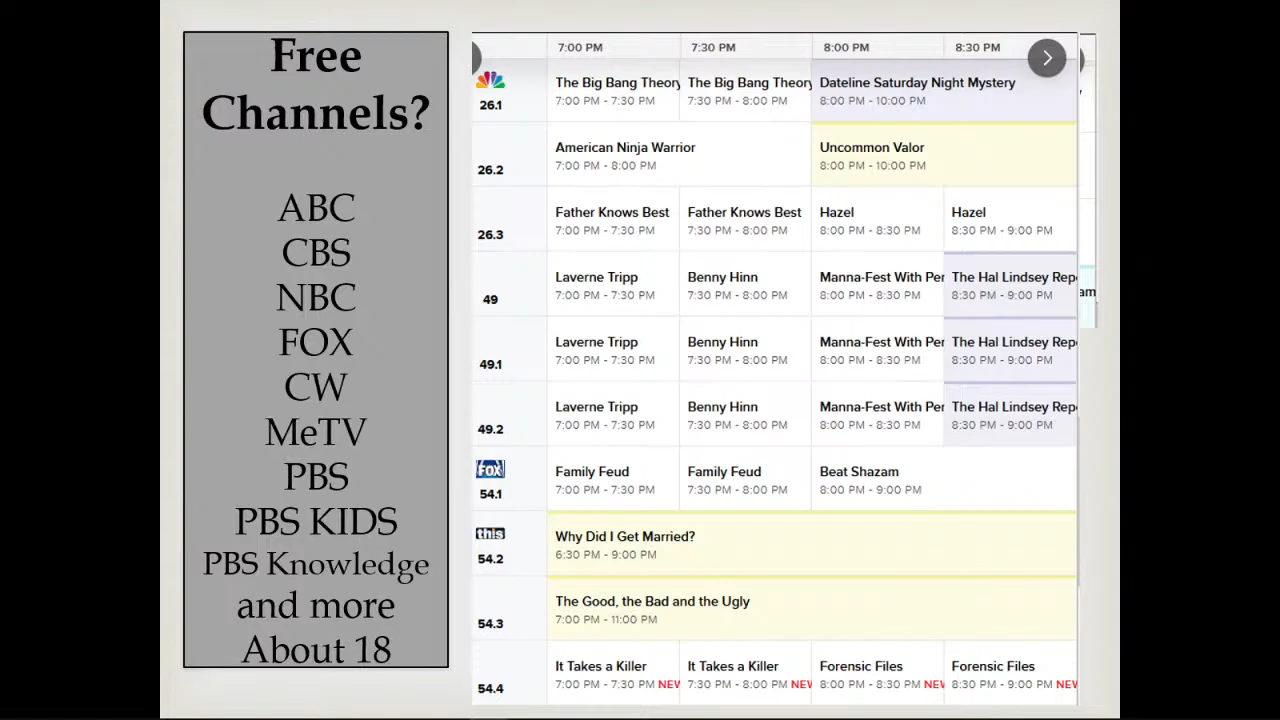 Free
Channels?
ABC
CBS
NBC
FOX
CW
MeTV
PBS
PBS KIDS
PBS Knowledge
and more
About 18
7:00 PM 7:30 PM 8:00 PM 8:30 PM
26.1
The Big Bang Theory The Big Bang Theory Dateline Saturday Night Mystery
7:00 PM - 7:30 PM 7:30 PM - 8:00 PM 8:00 PM - 10:00 PM
26.2
American Ninja Warrior Uncommon Valor
7:00 PM - 8:00 PM 8:00 PM - 10:00 PM
26.3
Father Knows Best Father Knows Best Hazel Hazel
7:00 PM - 7:30 PM 7:30 PM - 8:00 PM 8:00 PM - 8:30 PM 8:30 PM - 9:00 PM
49
Laverne Tripp Benny Hinn Manna-Fest With Per The Hal Lindsey Repo
7:00 PM - 7:30 PM 7:30 PM - 8:00 PM 8:00 PM - 8:30 PM 8:30 PM - 9:00 PM
am
49.1
Laverne Tripp Benny Hinn Manna-Fest With Per The Hal Lindsey Repo
7:00 PM - 7:30 PM 7:30 PM - 8:00 PM 8:00 PM - 8:30 PM 8:30 PM - 9:00 PM
49.2
Laverne Tripp Benny Hinn Manna-Fest With Per The Hal Lindsey Repo
7:00 PM - 7:30 PM 7:30 PM - 8:00 PM 8:00 PM - 8:30 PM 8:30 PM - 9:00 PM
FOX
54.1
Family Feud Family Feud Beat Shazam
7:00 PM - 7:30 PM 7:30 PM - 8:00 PM 8:00 PM - 9:00 PM
this
54.2
Why Did I Get Married?
6:30 PM - 9:00 PM
54.3
The Good, the Bad and the Ugly
7:00 PM - 11:00 PM
54.4
It Takes a Killer It Takes a Killer Forensic Files Forensic Files
7:00 PM - 7:30 PM NEW 7:30 PM - 8:00 PM NEW 8:00 PM - 8:30 PM NEW 8:30 PM - 9:00 PM NEW